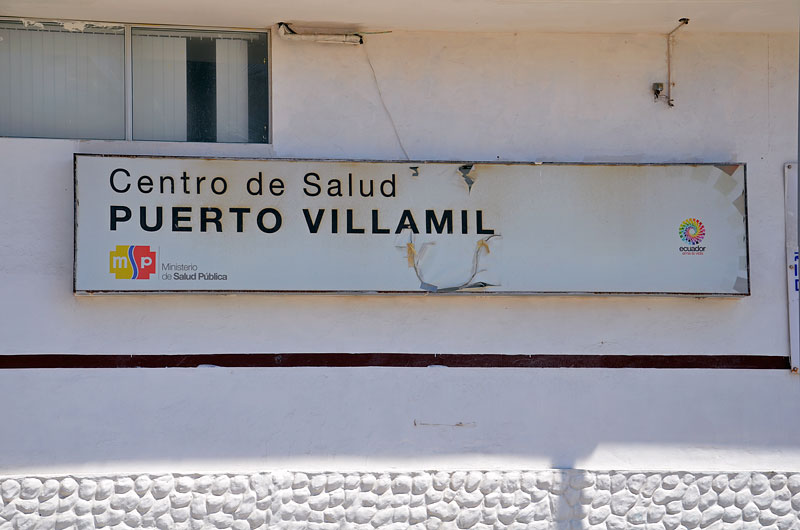 Centro de Salud
PUERTO VILLAMIL
msp
Ministerio
de Salud Pública
ecuador